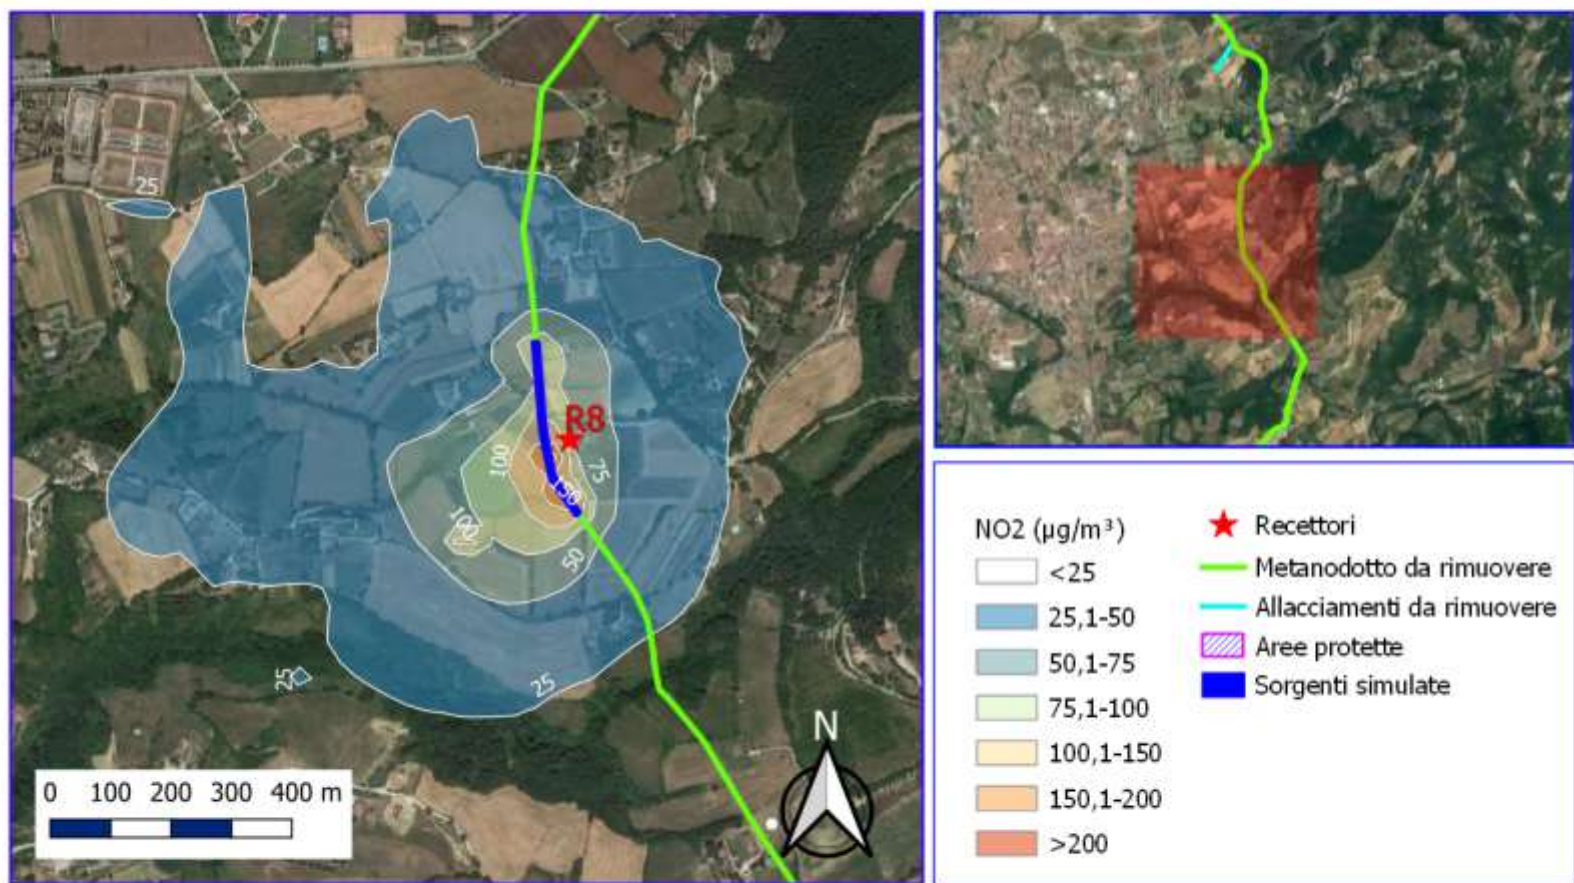 25
R8
100
75
150
100
50
25
25
N
0 100 200 300 400 m
NO2 (µg/m³)
<25
25,1-50
50,1-75
75,1-100
100,1-150
150,1-200
>200
Recettori
Metanodotto da rimuovere
Allacciamenti da rimuovere
Aree protette
Sorgenti simulate